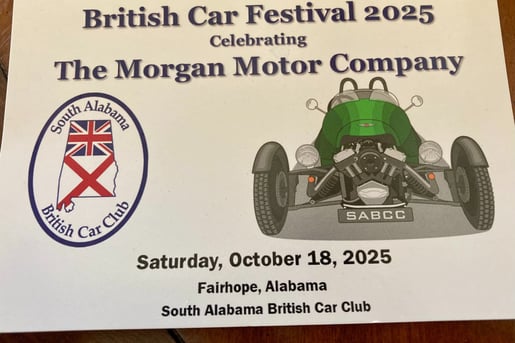 British Car Festival 2025
Celebrating
The Morgan Motor Company
South Alabama
British Car Club
SABCC
Saturday, October 18, 2025
Fairhope, Alabama
South Alabama British Car Club